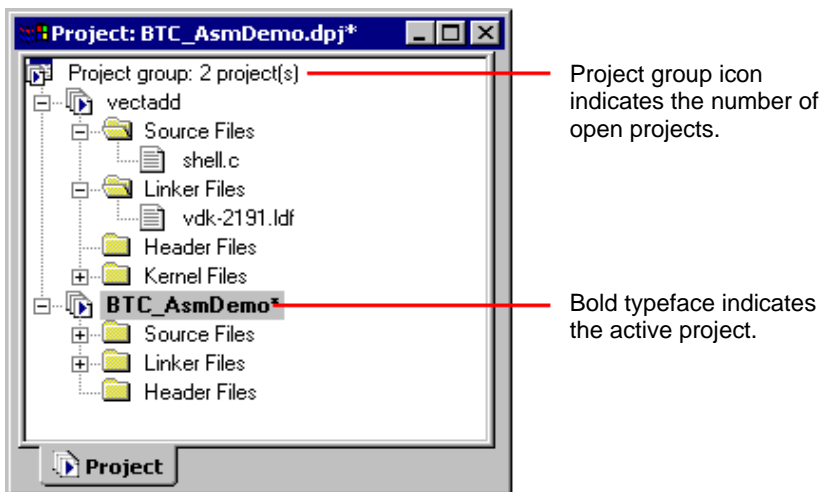 Project: BTC_AsmDemo.dpj*
Project group: 2 project(s)
vectadd
Source Files
shell.c
Linker Files
vdk-2191.ldf
Header Files
Kernel Files
BTC_AsmDemo*
Source Files
Linker Files
Header Files
Project
Project group icon
indicates the number of
open projects.
Bold typeface indicates
the active project.